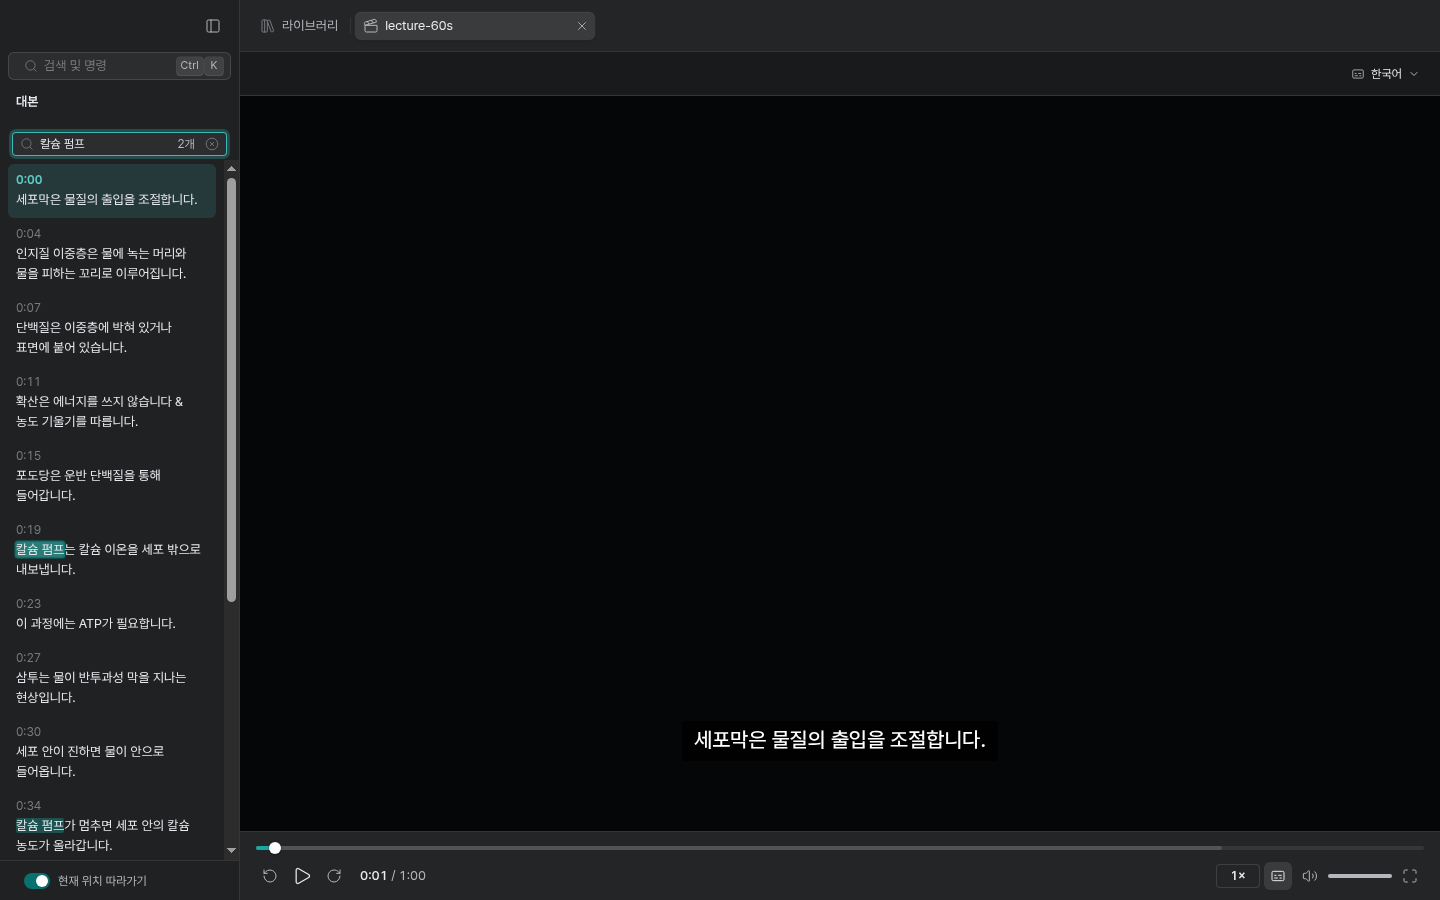 라이브러리
lecture-60s
검색 및 명령
Ctrl K
한국어
대본
칼슘 펌프
2개
0:00
세포막은 물질의 출입을 조절합니다.
0:04
인지질 이중층은 물에 녹는 머리와
물을 피하는 꼬리로 이루어집니다.
0:07
단백질은 이중층에 박혀 있거나
표면에 붙어 있습니다.
0:11
확산은 에너지를 쓰지 않습니다 &
농도 기울기를 따릅니다.
0:15
포도당은 운반 단백질을 통해
들어갑니다.
0:19
칼슘 펌프는 칼슘 이온을 세포 밖으로
내보냅니다.
0:23
이 과정에는 ATP가 필요합니다.
0:27
삼투는 물이 반투과성 막을 지나는
현상입니다.
0:30
세포 안이 진하면 물이 안으로
들어옵니다.
0:34
칼슘 펌프가 멈추면 세포 안의 칼슘
농도가 올라갑니다.
현재 위치 따라가기
세포막은 물질의 출입을 조절합니다.
0:01 / 1:00
1×